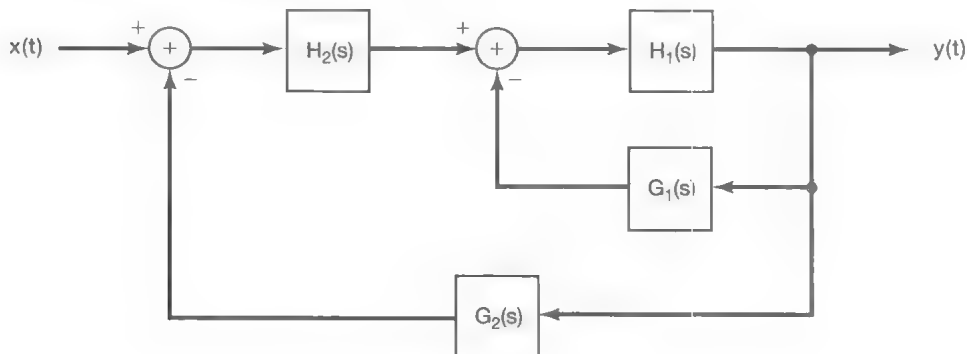 x(t) + + − H₂(s) + + − H₁(s) y(t)
G₁(s)
G₂(s)